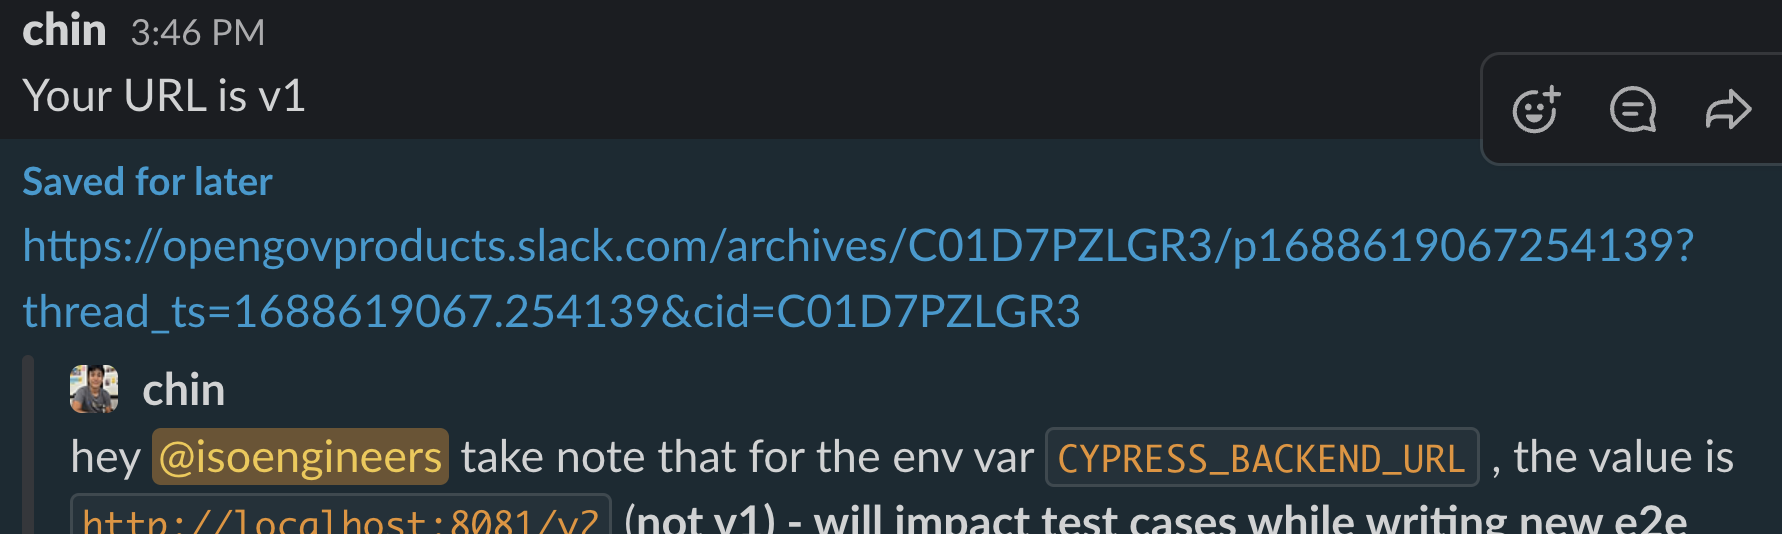 chin 3:46 PM
Your URL is v1
Saved for later
https://opengovproducts.slack.com/archives/C01D7PZLGR3/p1688619067254139?
thread_ts=1688619067.254139&cid=C01D7PZLGR3
chin
hey @isoengineers take note that for the env var CYPRESS_BACKEND_URL , the value is
http://localhost:8081/v2 (not v1) - will impact test cases while writing new e2e